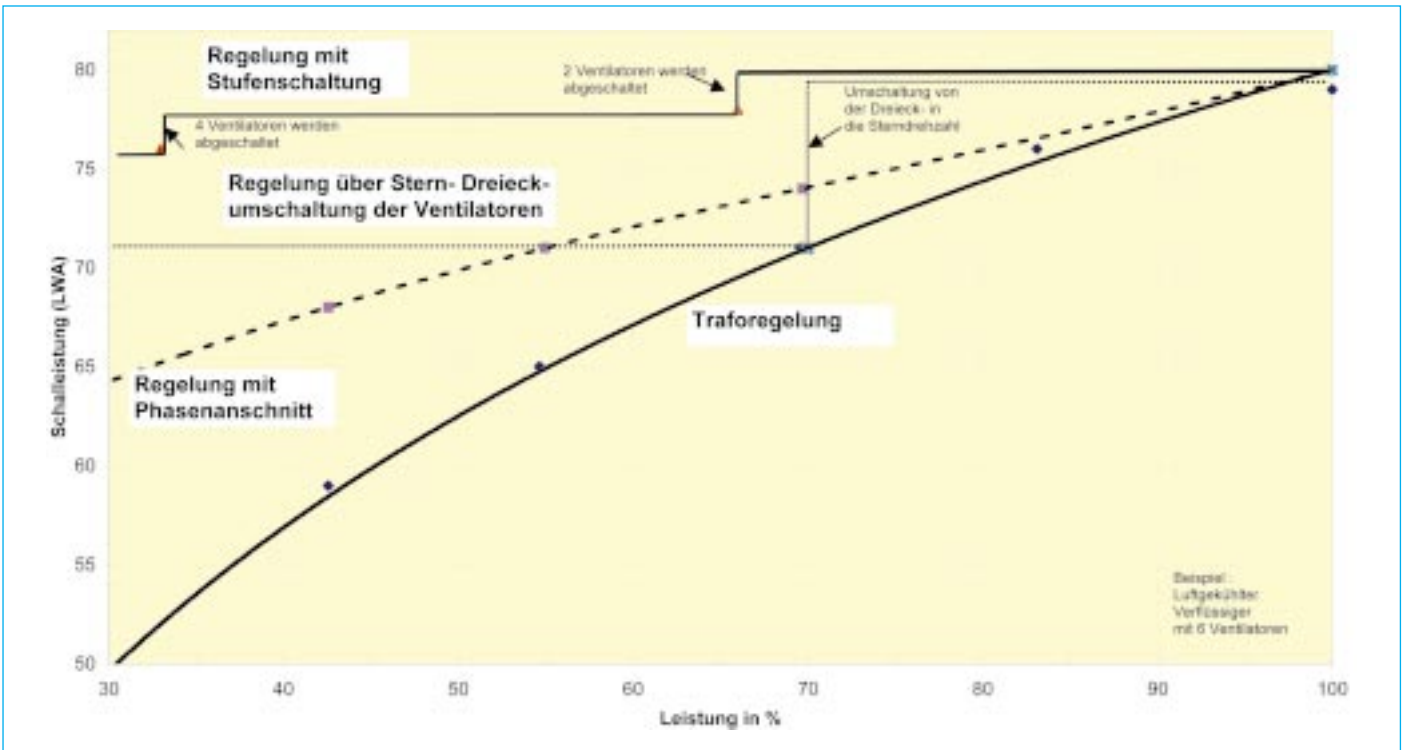 Regelung mit
Stufenschaltung
2 Ventilatoren werden
abgeschaltet
4 Ventilatoren werden
abgeschaltet
Umschaltung von
der Dreieck- in
die Sterndrehzahl
Regelung über Stern- Dreieck-
umschaltung der Ventilatoren
Traforegelung
Regelung mit
Phasenanschnitt
Beispiel :
Luftgekühlter
Verflüssiger
mit 6 Ventilatoren
Schalleistung (LWA)
80
75
70
65
60
55
50
30 40 50 60 70 80 90 100
Leistung in %